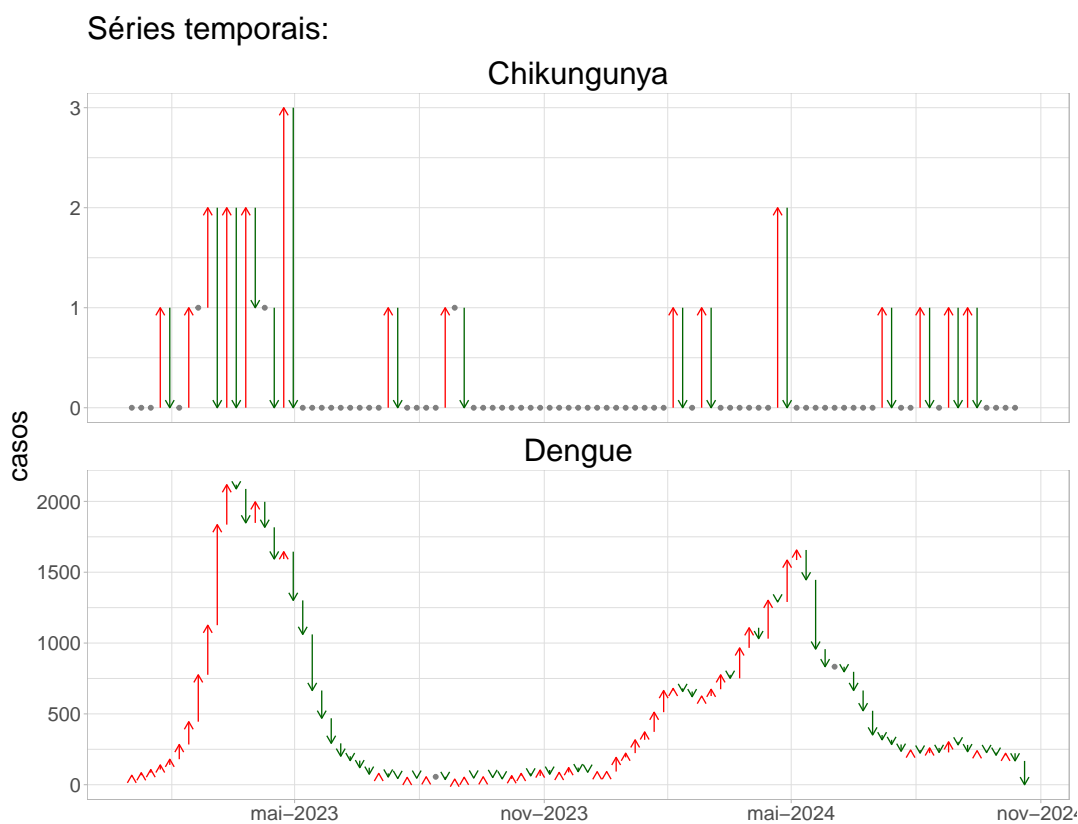 Séries temporais:
Chikungunya
3
2
1
0
casos
Dengue
2000
1500
1000
500
0
mai−2023
nov−2023
mai−2024
nov−2024